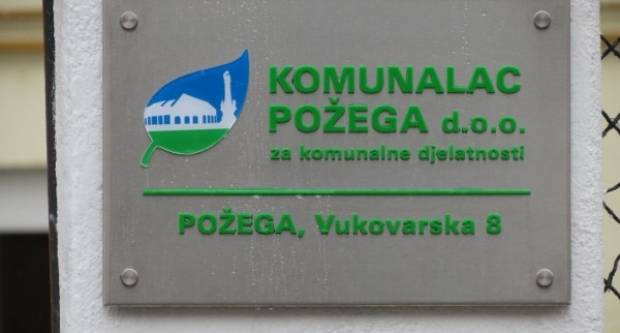 KOMUNALAC
POŽEGA d.o.o.
za komunalne djelatnosti
POŽEGA, Vukovarska 8